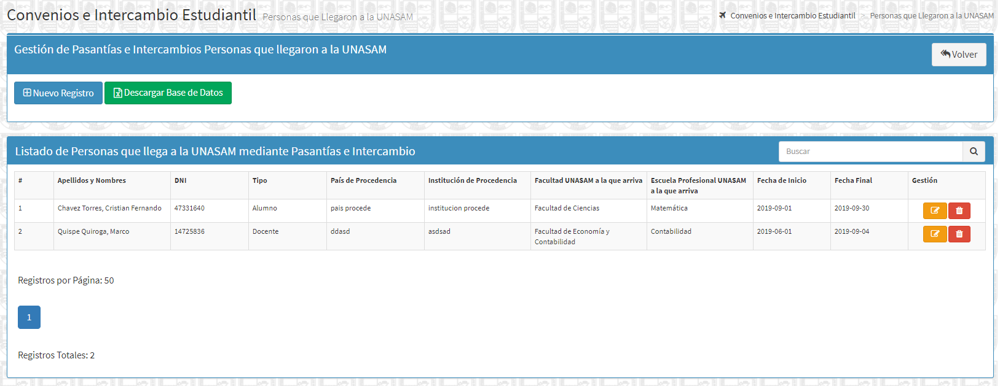 Convenios e Intercambio Estudiantil Personas que Llegaron a la UNASAM
Convenios e Intercambio Estudiantil > Personas que Llegaron a la UNASAM
Gestión de Pasantías e Intercambios Personas que llegaron a la UNASAM
Volver
Nuevo Registro
Descargar Base de Datos
Listado de Personas que llega a la UNASAM mediante Pasantías e Intercambio
Buscar
# Apellidos y Nombres DNI Tipo País de Procedencia Institución de Procedencia Facultad UNASAM a la que arriva Escuela Profesional UNASAM a la que arriva Fecha de Inicio Fecha Final Gestión
1 Chavez Torres, Cristian Fernando 47331640 Alumno pais procede institucion procede Facultad de Ciencias Matemática 2019-09-01 2019-09-30
2 Quispe Quiroga, Marco 14725836 Docente ddasd asdsad Facultad de Economía y Contabilidad Contabilidad 2019-06-01 2019-09-04
Registros por Página: 50
1
Registros Totales: 2